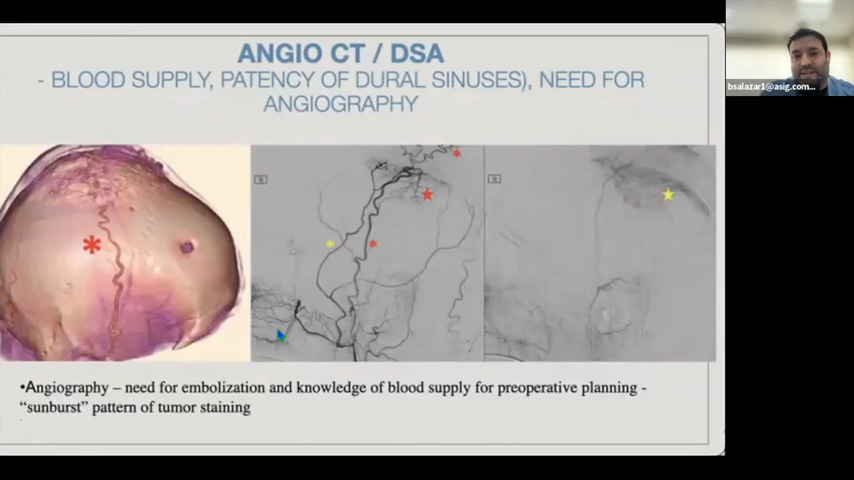 ANGIO CT / DSA
- BLOOD SUPPLY, PATENCY OF DURAL SINUSES), NEED FOR
ANGIOGRAPHY
bsalazar1@asig.com...
•Angiography – need for embolization and knowledge of blood supply for preoperative planning -
“sunburst” pattern of tumor staining